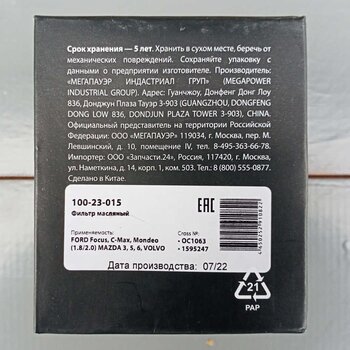 Срок хранения — 5 лет. Хранить в сухом месте, беречь от
механических повреждений. Сохраняйте упаковку с
данными о предприятии изготовителе. Производитель:
«МЕГАПАУЭР ИНДАСТРИАЛ ГРУП» (MEGAPOWER
INDUSTRIAL GROUP). Адрес: Гуанчжоу, Донфенг Донг Лоу
836, Донджун Плаза Тауэр 3-903 (GUANGZHOU, DONGFENG
DONG LOW 836, DONDJUN PLAZA TOWER 3-903), CHINA.
Официальный представитель на территории Российской
Федерации: ООО «МЕГАПАУЭР» 119034, г. Москва, пер. М.
Левшинский, д. 10, помещение IV, тел. 8-495-363-66-78.
Импортер: ООО «Запчасти.24». Россия, 117420, г. Москва,
ул. Наметкина, д. 14, корп. 1, ком. 503, тел. 8 (800) 555-0877.
Сделано в Китае.
100-23-015
Фильтр масляный
EAC
Применяемость:
FORD Focus, C-Max, Mondeo
(1.8/2.0) MAZDA 3, 5, 6, VOLVO
Cross №:
- OC1063
- 1595247
Дата произведен: 07/22
21
PAP